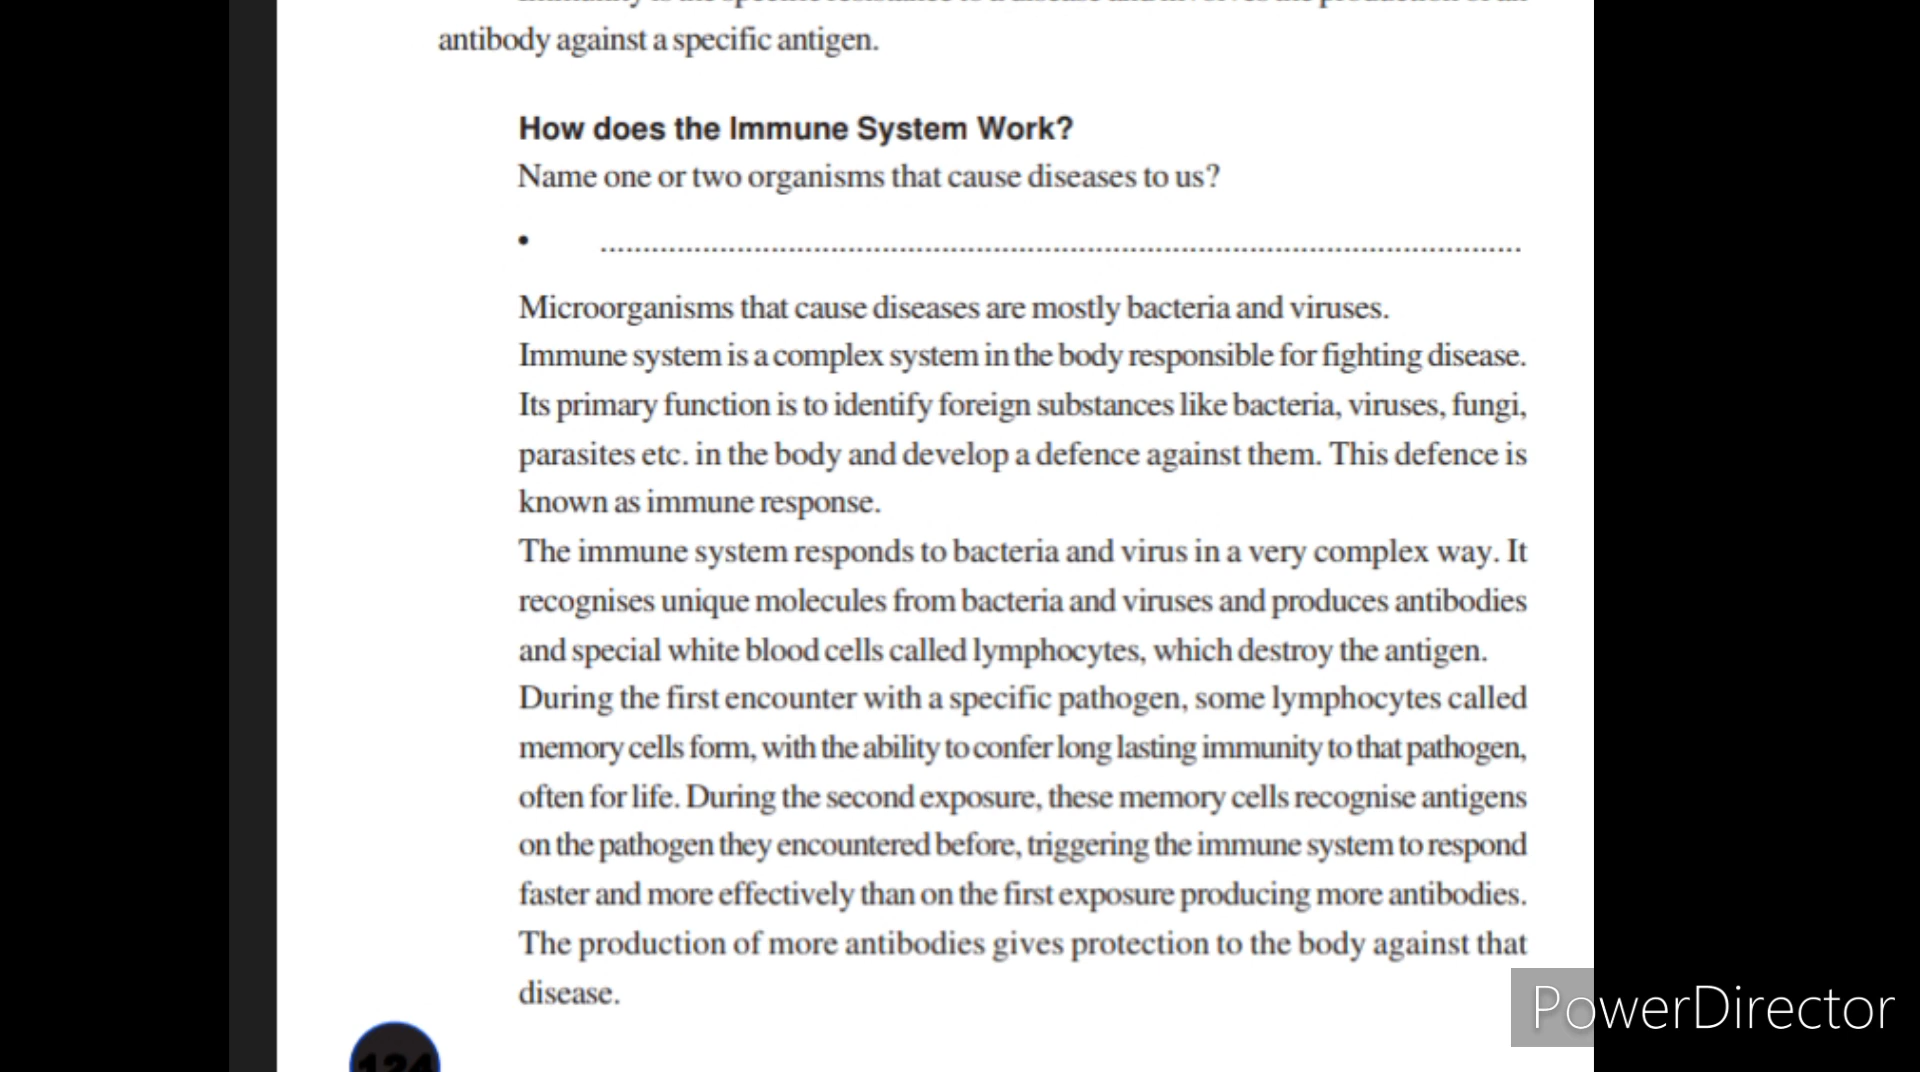 antibody against a specific antigen.
How does the Immune System Work?
Name one or two organisms that cause diseases to us?
• ............................................................................................................
Microorganisms that cause diseases are mostly bacteria and viruses.
Immune system is a complex system in the body responsible for fighting disease.
Its primary function is to identify foreign substances like bacteria, viruses, fungi,
parasites etc. in the body and develop a defence against them. This defence is
known as immune response.
The immune system responds to bacteria and virus in a very complex way. It
recognises unique molecules from bacteria and viruses and produces antibodies
and special white blood cells called lymphocytes, which destroy the antigen.
During the first encounter with a specific pathogen, some lymphocytes called
memory cells form, with the ability to confer long lasting immunity to that pathogen,
often for life. During the second exposure, these memory cells recognise antigens
on the pathogen they encountered before, triggering the immune system to respond
faster and more effectively than on the first exposure producing more antibodies.
The production of more antibodies gives protection to the body against that
disease.
124
PowerDirector